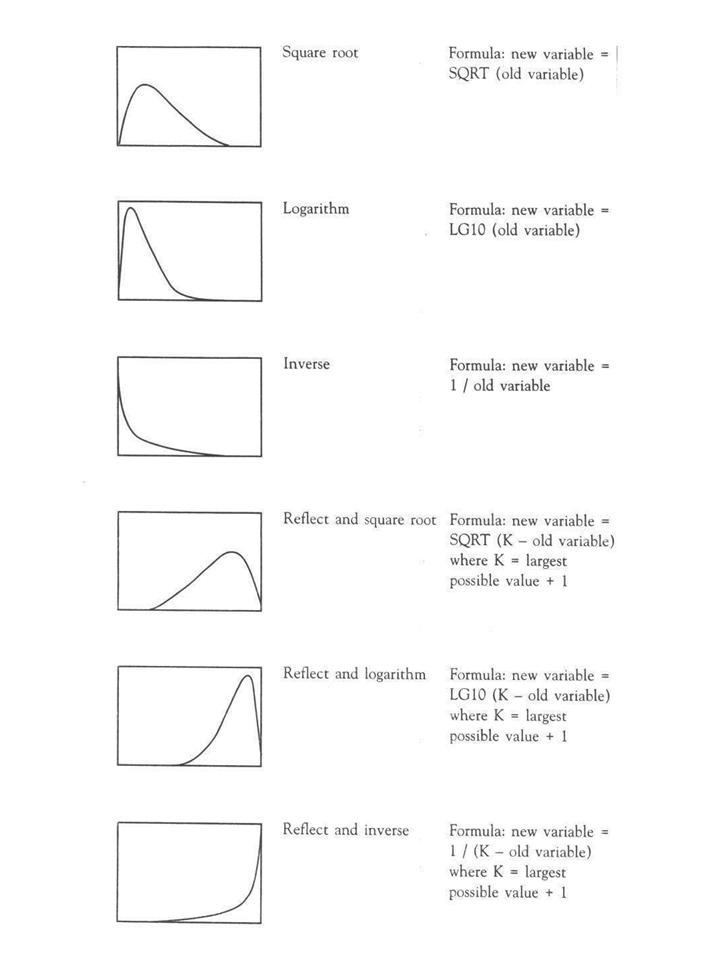 Square root
Formula: new variable =
SQRT (old variable)
Logarithm
Formula: new variable =
LG10 (old variable)
Inverse
Formula: new variable =
1 / old variable
Reflect and square root
Formula: new variable =
SQRT (K – old variable)
where K = largest
possible value + 1
Reflect and logarithm
Formula: new variable =
LG10 (K – old variable)
where K = largest
possible value + 1
Reflect and inverse
Formula: new variable =
1 / (K – old variable)
where K = largest
possible value + 1